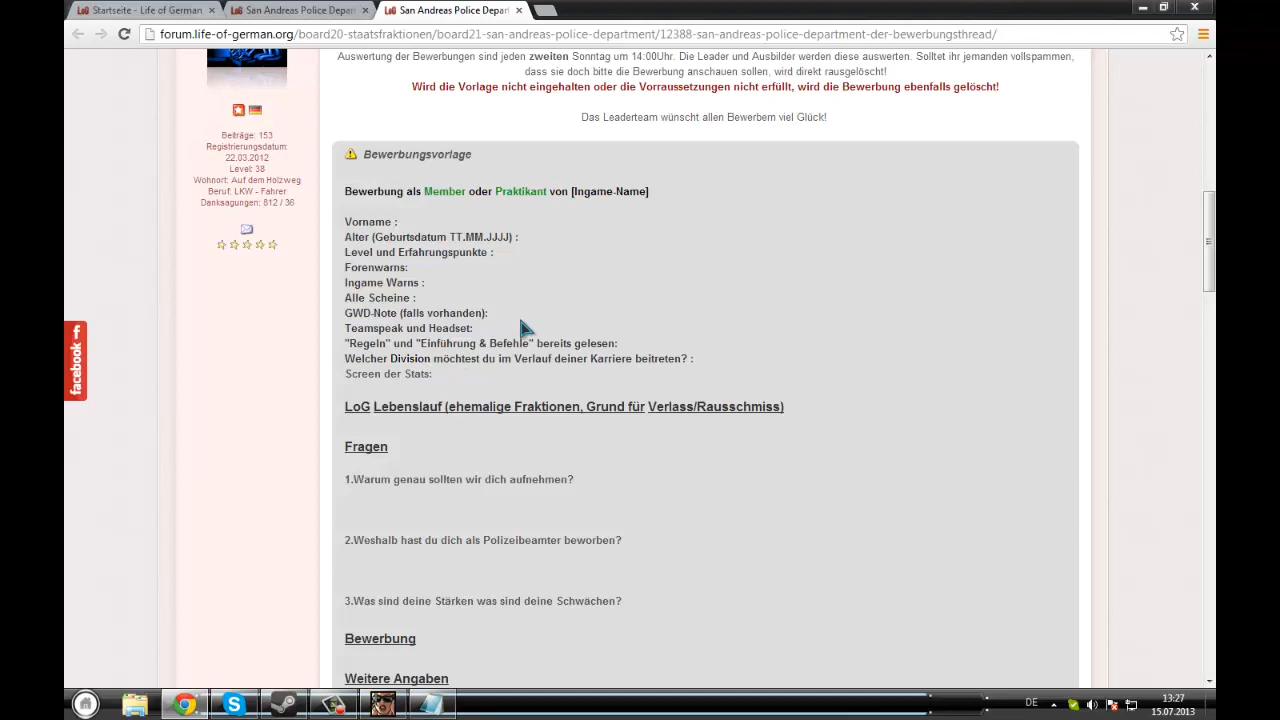 Startseite - Life of German
San Andreas Police Depart
San Andreas Police Depart
forum.life-of-german.org/board20-staatsfraktionen/board21-san-andreas-police-department/12388-san-andreas-police-department-der-bewerbungsthread/
Auswertung der Bewerbungen sind jeden zweiten Sonntag um 14:00Uhr. Die Leader und Ausbilder werden diese auswerten. Solltet ihr jemanden vollspammen,
dass sie doch bitte die Bewerbung anschauen sollen, wird direkt rausgelöscht!
Wird die Vorlage nicht eingehalten oder die Vorraussetzungen nicht erfüllt, wird die Bewerbung ebenfalls gelöscht!
Das Leaderteam wünscht allen Bewerbern viel Glück!
Beiträge: 153
Registrierungsdatum:
22.03.2012
Level: 38
Wohnort: Auf dem Holzweg
Beruf: LKW - Fahrer
Danksagungen: 812 / 36
facebook
Bewerbungsvorlage
Bewerbung als Member oder Praktikant von [Ingame-Name]
Vorname :
Alter (Geburtsdatum TT.MM.JJJJ) :
Level und Erfahrungspunkte :
Forenwarns:
Ingame Warns :
Alle Scheine :
GWD-Note (falls vorhanden):
Teamspeak und Headset:
"Regeln" und "Einführung & Befehle" bereits gelesen:
Welcher Division möchtest du im Verlauf deiner Karriere beitreten? :
Screen der Stats:
LoG Lebenslauf (ehemalige Fraktionen, Grund für Verlass/Rausschmiss)
Fragen
1.Warum genau sollten wir dich aufnehmen?
2.Weshalb hast du dich als Polizeibeamter beworben?
3.Was sind deine Stärken was sind deine Schwächen?
Bewerbung
Weitere Angaben
DE
13:27
15.07.2013